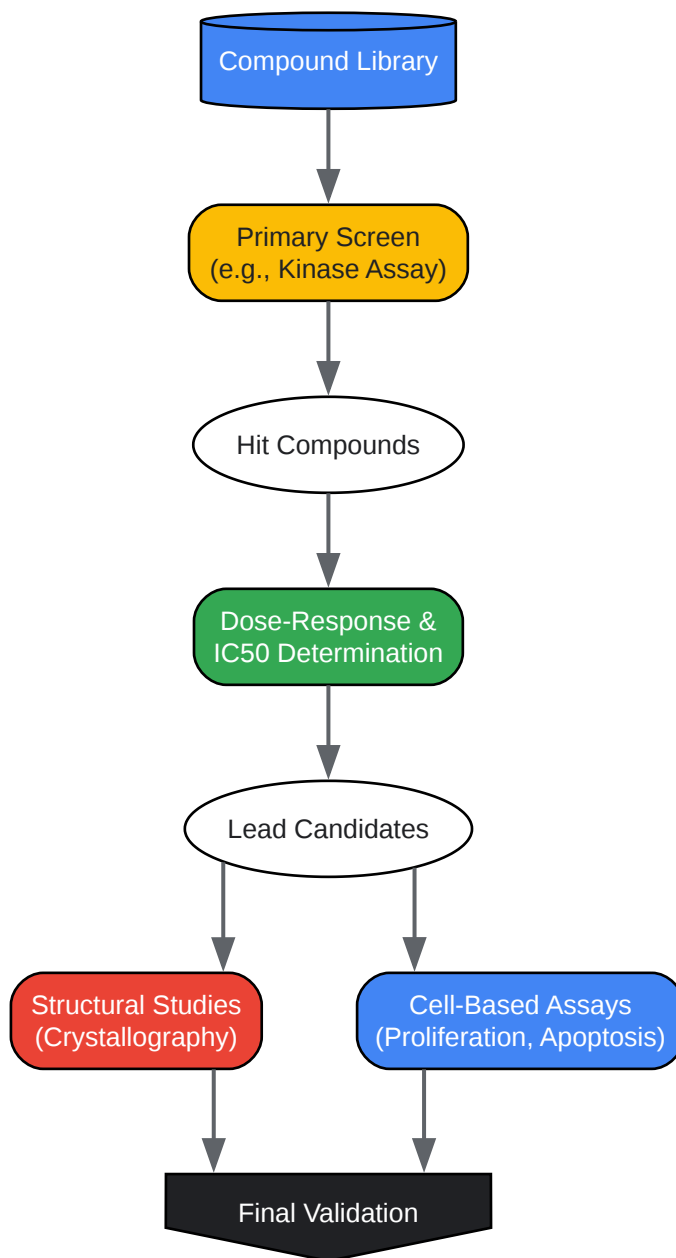 Compound Library
Primary Screen
(e.g., Kinase Assay)
Hit Compounds
Dose-Response &
IC50 Determination
Lead Candidates
Structural Studies
(Crystallography)
Cell-Based Assays
(Proliferation, Apoptosis)
Final Validation